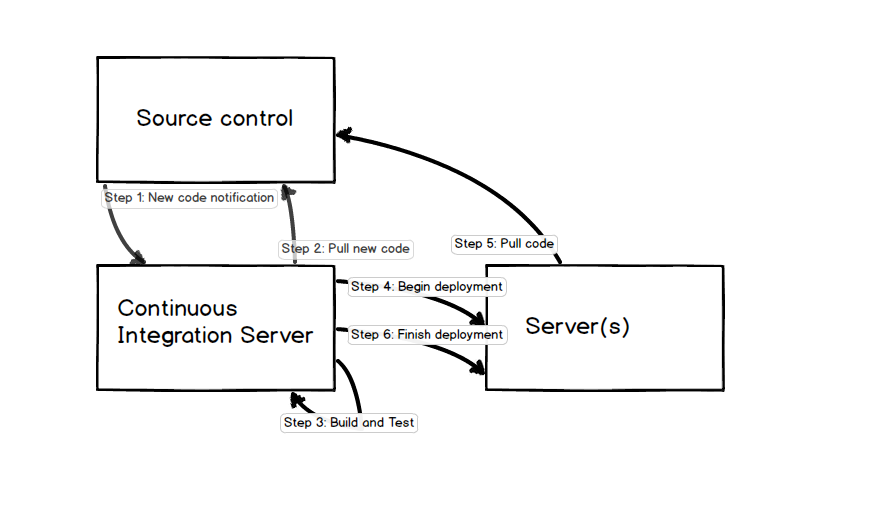 Source control
Step 1: New code notification
Step 2: Pull new code
Step 5: Pull code
Continuous
Integration Server
Step 4: Begin deployment
Server(s)
Step 6: Finish deployment
Step 3: Build and Test